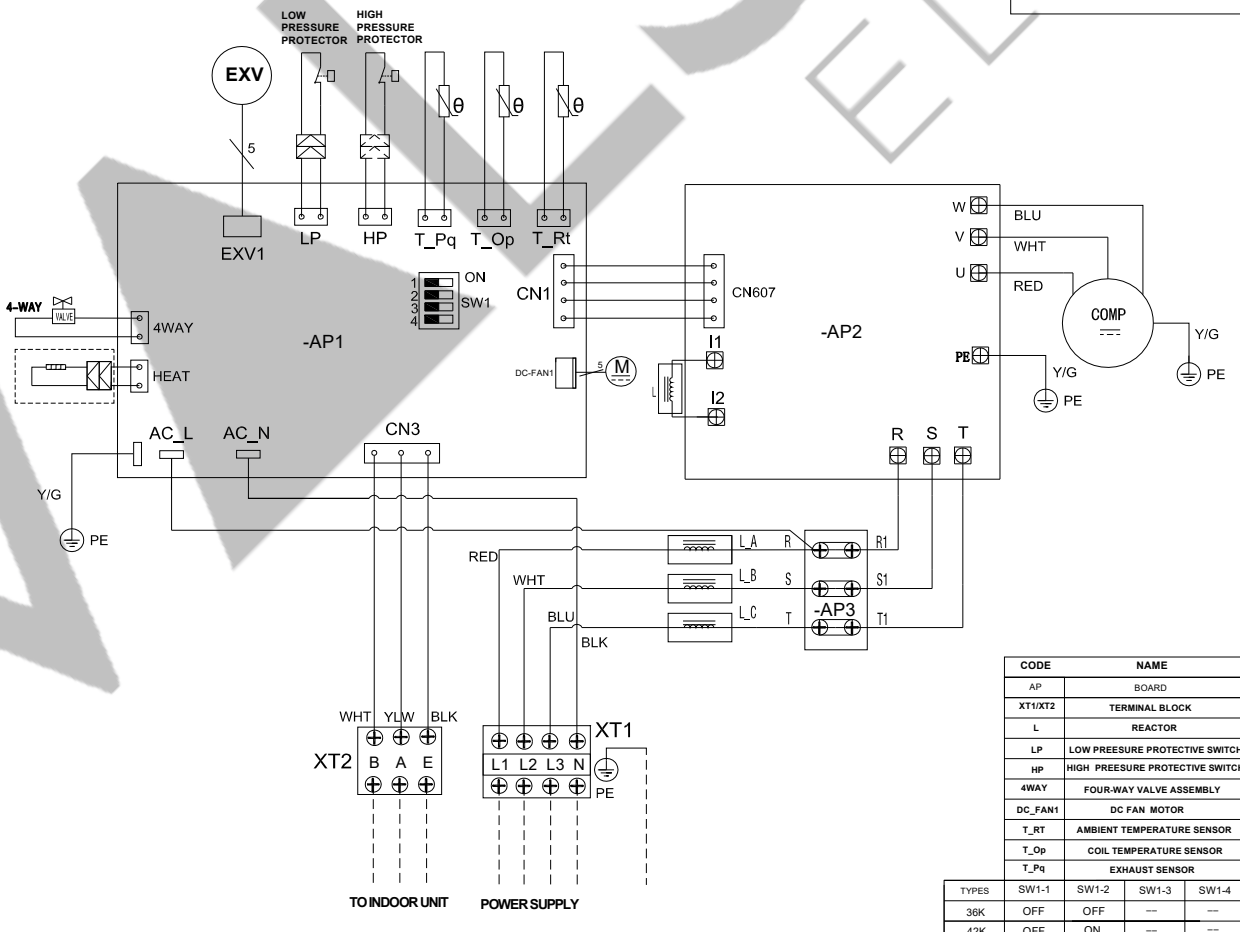 LOW
PRESSURE
PROTECTOR
HIGH
PRESSURE
PROTECTOR
EXV
5
θ
θ
θ
EXV1
LP
HP
T_Pq
T_Op
T_Rt
ON
1
2
3
4
SW1
CN1
CN607
4-WAY
VALVE
4WAY
HEAT
-AP1
-AP2
DC-FAN1
5
M
L
I1
I2
W
BLU
V
WHT
U
RED
COMP
Y/G
PE
PE
Y/G
PE
AC_L
AC_N
CN3
R
S
T
Y/G
PE
RED
L_A
R
R1
WHT
L_B
S
S1
BLU
L_C
T
-AP3
T1
BLK
WHT
YLW
BLK
XT2
B
A
E
XT1
L1
L2
L3
N
PE
TO INDOOR UNIT
POWER SUPPLY
CODE NAME
AP BOARD
XT1/XT2 TERMINAL BLOCK
L REACTOR
LP LOW PREESURE PROTECTIVE SWITCH
HP HIGH PREESURE PROTECTIVE SWITCH
4WAY FOUR-WAY VALVE ASSEMBLY
DC_FAN1 DC FAN MOTOR
T_RT AMBIENT TEMPERATURE SENSOR
T_Op COIL TEMPERATURE SENSOR
T_Pq EXHAUST SENSOR
TYPES SW1-1 SW1-2 SW1-3 SW1-4
36K OFF OFF -- --
42K OFF ON -- --